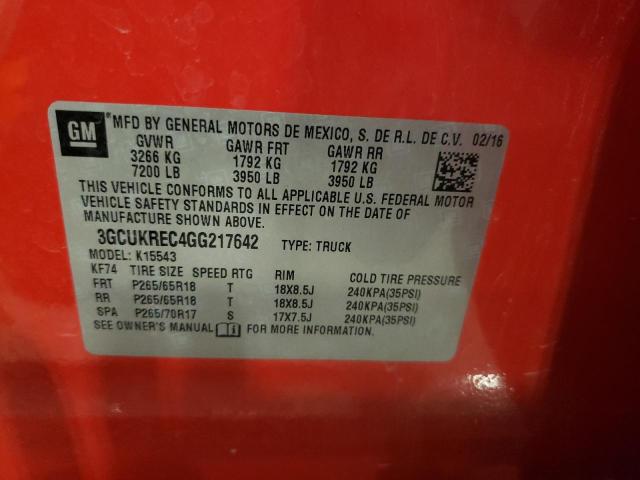 GM MFD BY GENERAL MOTORS DE MEXICO, S. DE R.L. DE C.V. 02/16
GVWR GAWR FRT GAWR RR
3266 KG 1792 KG 1792 KG
7200 LB 3950 LB 3950 LB
THIS VEHICLE CONFORMS TO ALL APPLICABLE U.S. FEDERAL MOTOR
VEHICLE SAFETY STANDARDS IN EFFECT ON THE DATE OF
MANUFACTURE SHOWN ABOVE.
3GCUKREC4GG217642 TYPE: TRUCK
MODEL: K15543
KF74 TIRE SIZE SPEED RTG RIM COLD TIRE PRESSURE
FRT P265/65R18 T 18X8.5J 240KPA(35PSI)
RR P265/65R18 T 18X8.5J 240KPA(35PSI)
SPA P265/70R17 S 17X7.5J 240KPA(35PSI)
SEE OWNER'S MANUAL FOR MORE INFORMATION.